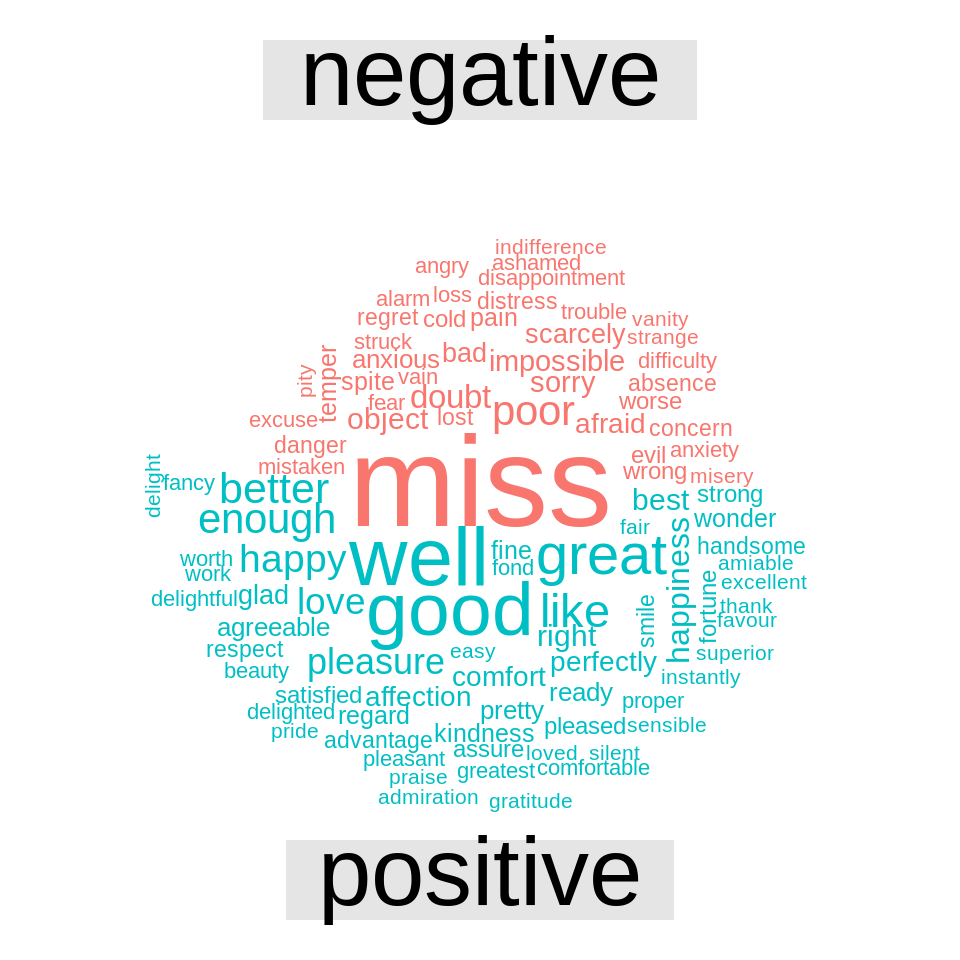 negative
indifference
angry ashamed
disappointment
alarm loss distress
regret cold pain trouble vanity
struck scarcely strange
anxious bad impossible difficulty
pity temper spite vain sorry absence
fear doubt worse
excuse object lost poor afraid concern
danger evil anxiety
mistaken miss wrong misery
delight fancy better best strong
enough fair wonder
worth happy well fine great happiness handsome
work fond amiable
excellent
delightful glad love good like smile fortune thank
favour
agreeable right
respect easy superior
beauty pleasure comfort perfectly instantly
satisfied affection ready proper
delighted regard pretty
pride advantage kindness pleased sensible
pleasant assure loved silent
praise greatest comfortable
admiration gratitude
positive